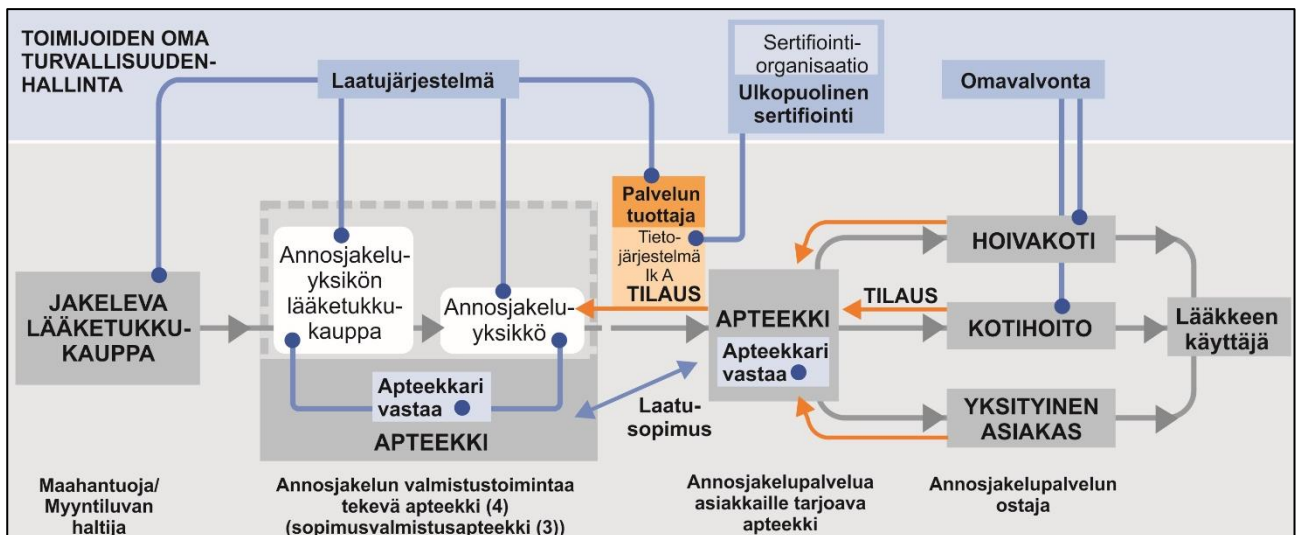 TOIMIJOIDEN OMA
TURVALLISUUDEN-
HALLINTA
Laatujärjestelmä
Sertifiointi-
organisaatio
Ulkopuolinen
sertifiointi
Omavalvonta
Palvelun
tuottaja
Tieto-
järjestelmä
lk A
TILAUS
JAKELEVA
LÄÄKETUKKU-
KAUPPA
Annosjakelu-
yksikön
lääketukku-
kauppa
Annosjakelu-
yksikkö
Apteekkari
vastaa
APTEEKKI
Laatu-
sopimus
APTEEKKI
Apteekkari
vastaa
TILAUS
HOIVAKOTI
KOTIHOITO
YKSITYINEN
ASIAKAS
Lääkkeen
käyttäjä
Maahantuoja/
Myyntiluvan
haltija
Annosjakelun valmistustoimintaa
tekevä apteekki (4)
(sopimusvalmistusapteekki (3))
Annosjakelupalvelua
asiakkaille tarjoava
apteekki
Annosjakelupalvelun
ostaja